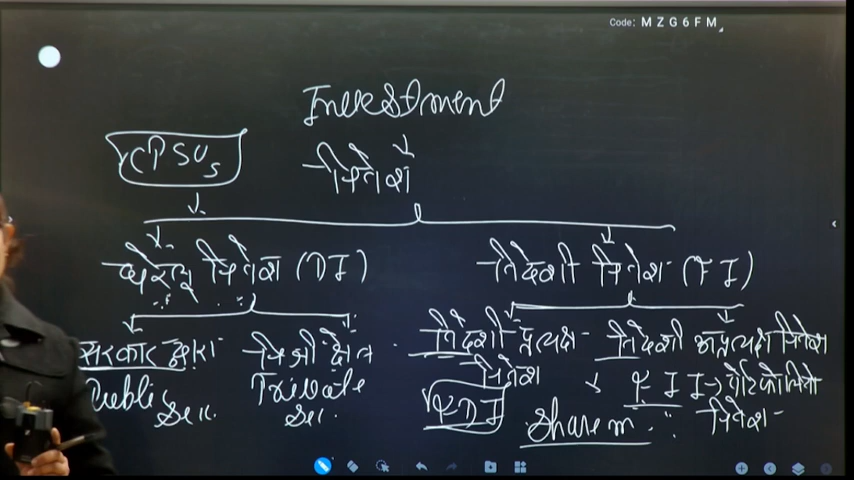 Code: M Z G 6 F M
Investment
CPSUs
निवेश
घरेलू निवेश (DI)
विदेशी निवेश (FI)
सरकार द्वारा
Public
Sec.
निजी क्षेत्र
Private
Sec.
विदेशी प्रत्यक्ष
निवेश
FDI
विदेशी अप्रत्यक्ष निवेश
FII → पोर्टफोलियो
निवेश
Sharem